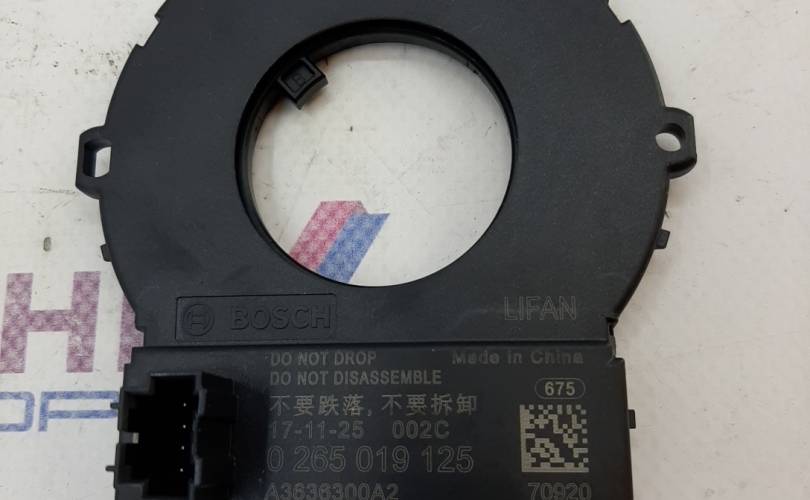 BOSCH LIFAN
DO NOT DROP Made in China
DO NOT DISASSEMBLE
675
不要跌落, 不要拆卸
17-11-25 002C
0 265 019 125
A3636300A2 70920